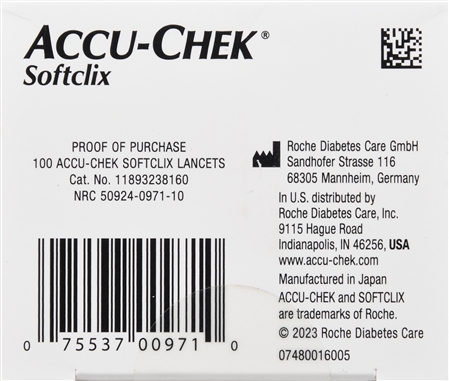 ACCU-CHEK®
Softclix
PROOF OF PURCHASE
100 ACCU-CHEK SOFTCLIX LANCETS
Cat. No. 11893238160
NRC 50924-0971-10
0 75537 00971 0
Roche Diabetes Care GmbH
Sandhofer Strasse 116
68305 Mannheim, Germany
In U.S. distributed by
Roche Diabetes Care, Inc.
9115 Hague Road
Indianapolis, IN 46256, USA
www.accu-chek.com
Manufactured in Japan
ACCU-CHEK and SOFTCLIX
are trademarks of Roche.
© 2023 Roche Diabetes Care
07480016005